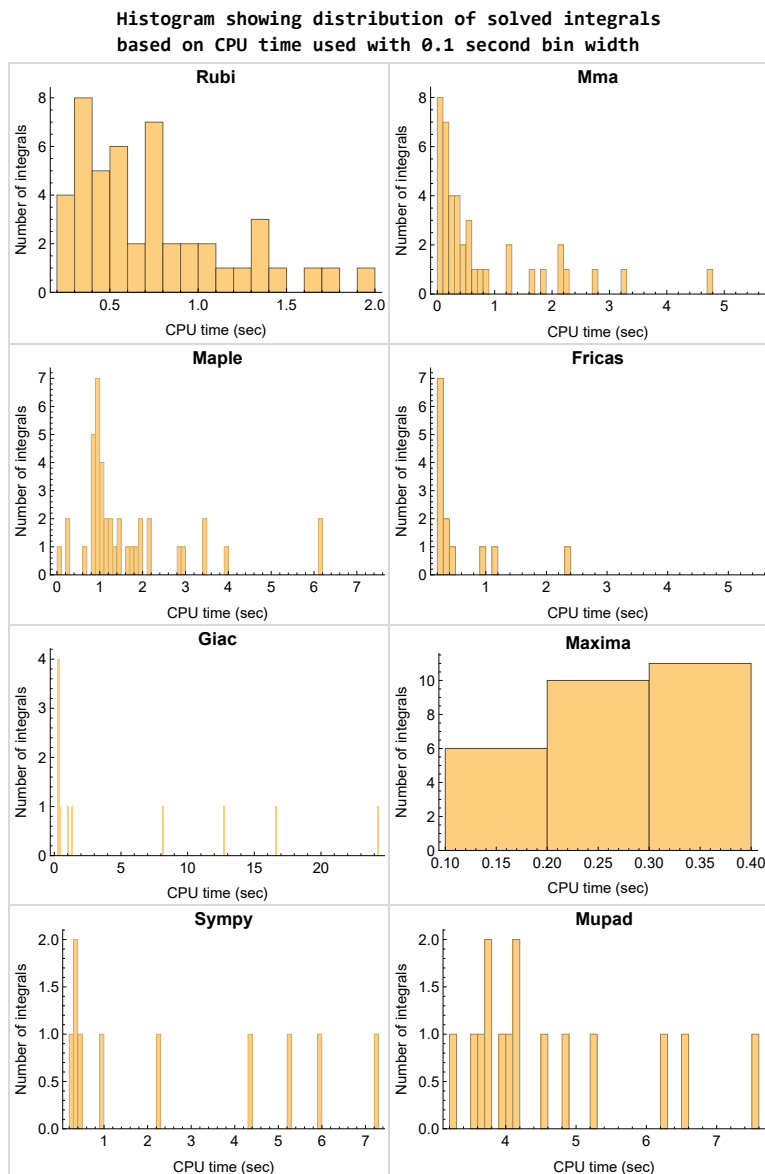 Histogram showing distribution of solved integrals
based on CPU time used with 0.1 second bin width
Rubi
Number of integrals
8
6
4
2
0
0.5 1.0 1.5 2.0
CPU time (sec)
Mma
Number of integrals
8
6
4
2
0
0 1 2 3 4 5
CPU time (sec)
Maple
Number of integrals
7
6
5
4
3
2
1
0
0 1 2 3 4 5 6 7
CPU time (sec)
Fricas
Number of integrals
7
6
5
4
3
2
1
0
1 2 3 4 5
CPU time (sec)
Giac
Number of integrals
4
3
2
1
0
0 5 10 15 20
CPU time (sec)
Maxima
Number of integrals
10
8
6
4
2
0
0.10 0.15 0.20 0.25 0.30 0.35 0.40
CPU time (sec)
Sympy
Number of integrals
2.0
1.5
1.0
0.5
0.0
1 2 3 4 5 6 7
CPU time (sec)
Mupad
Number of integrals
2.0
1.5
1.0
0.5
0.0
4 5 6 7
CPU time (sec)